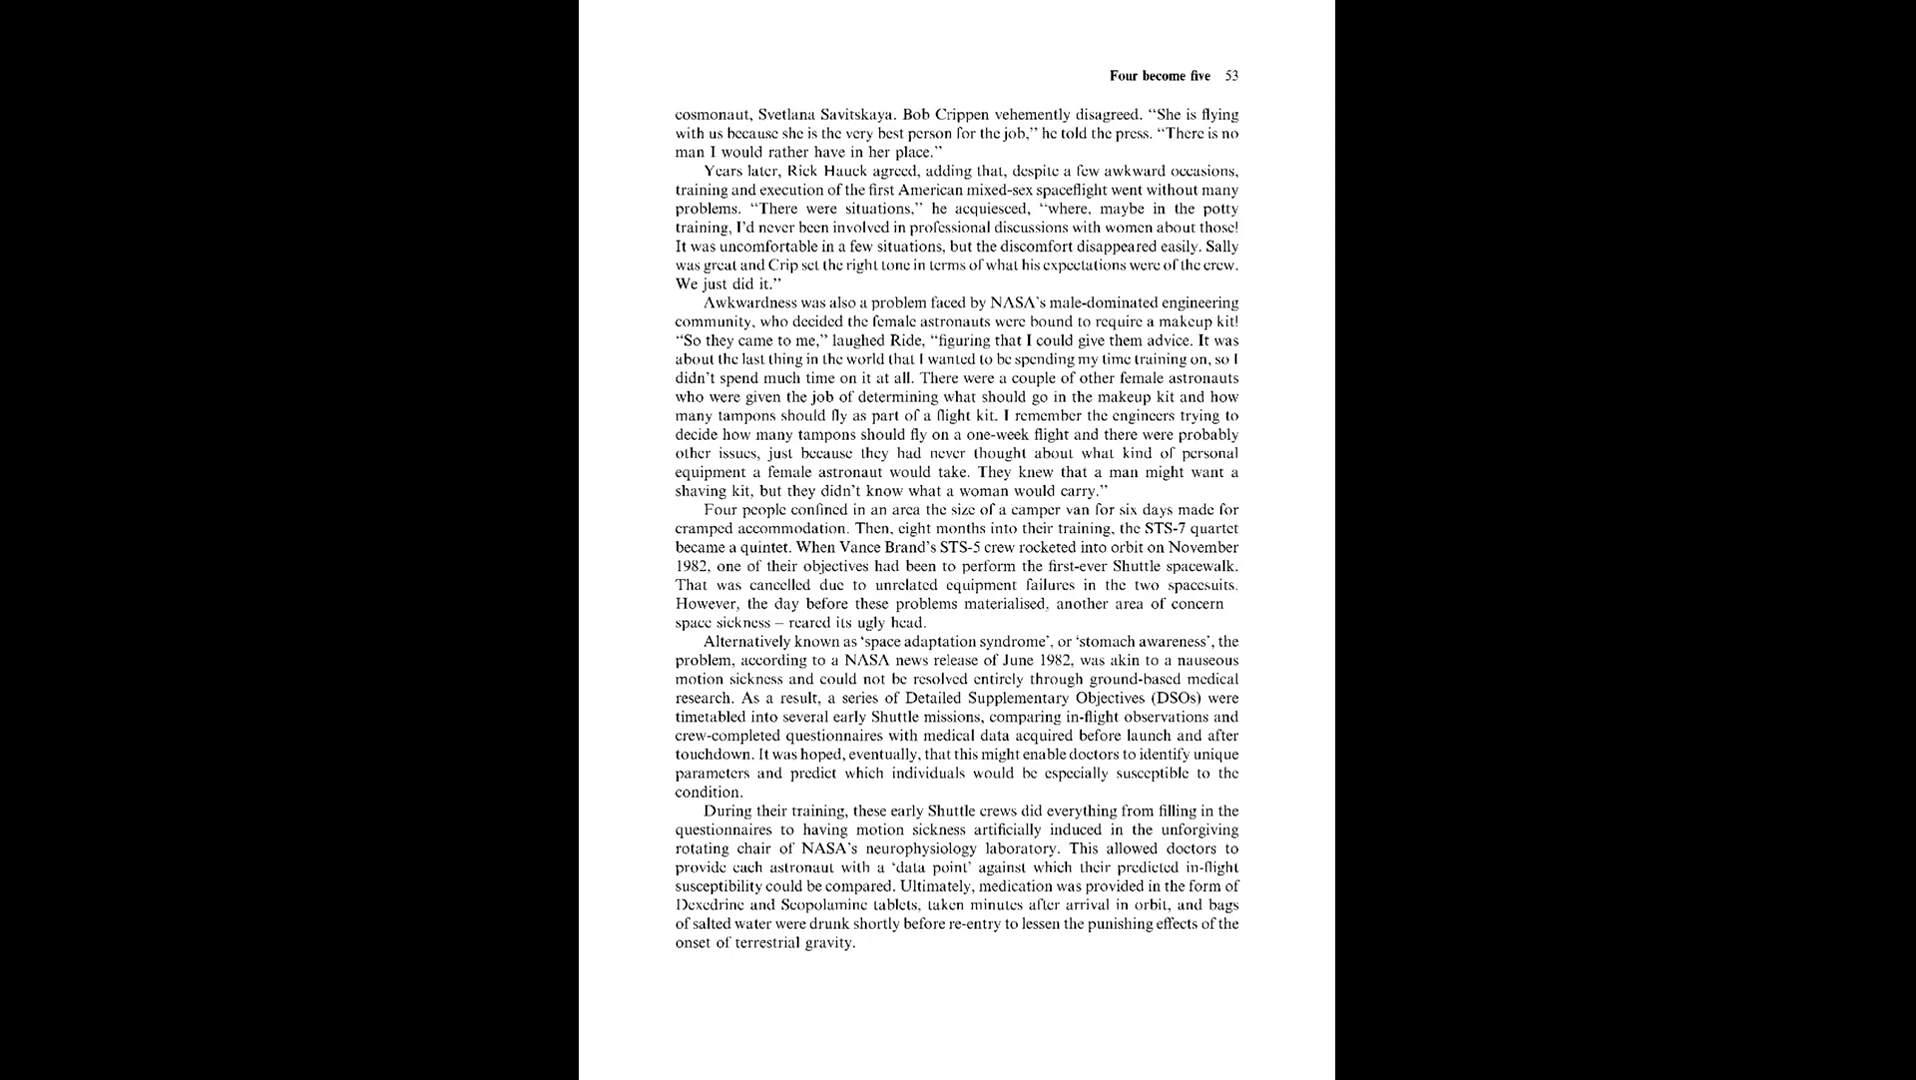 Four become five 53
cosmonaut, Svetlana Savitskaya. Bob Crippen vehemently disagreed. “She is flying
with us because she is the very best person for the job,” he told the press. “There is no
man I would rather have in her place.”
Years later, Rick Hauck agreed, adding that, despite a few awkward occasions,
training and execution of the first American mixed-sex spaceflight went without many
problems. “There were situations,” he acquiesced, “where, maybe in the potty
training, I’d never been involved in professional discussions with women about those!
It was uncomfortable in a few situations, but the discomfort disappeared easily. Sally
was great and Crip set the right tone in terms of what his expectations were of the crew.
We just did it.”
Awkwardness was also a problem faced by NASA’s male-dominated engineering
community, who decided the female astronauts were bound to require a makeup kit!
“So they came to me,” laughed Ride, “figuring that I could give them advice. It was
about the last thing in the world that I wanted to be spending my time training on, so I
didn’t spend much time on it at all. There were a couple of other female astronauts
who were given the job of determining what should go in the makeup kit and how
many tampons should fly as part of a flight kit. I remember the engineers trying to
decide how many tampons should fly on a one-week flight and there were probably
other issues, just because they had never thought about what kind of personal
equipment a female astronaut would take. They knew that a man might want a
shaving kit, but they didn’t know what a woman would carry.”
Four people confined in an area the size of a camper van for six days made for
cramped accommodation. Then, eight months into their training, the STS-7 quartet
became a quintet. When Vance Brand’s STS-5 crew rocketed into orbit on November
1982, one of their objectives had been to perform the first-ever Shuttle spacewalk.
That was cancelled due to unrelated equipment failures in the two spacesuits.
However, the day before these problems materialised, another area of concern
space sickness – reared its ugly head.
Alternatively known as ‘space adaptation syndrome’, or ‘stomach awareness’, the
problem, according to a NASA news release of June 1982, was akin to a nauseous
motion sickness and could not be resolved entirely through ground-based medical
research. As a result, a series of Detailed Supplementary Objectives (DSOs) were
timetabled into several early Shuttle missions, comparing in-flight observations and
crew-completed questionnaires with medical data acquired before launch and after
touchdown. It was hoped, eventually, that this might enable doctors to identify unique
parameters and predict which individuals would be especially susceptible to the
condition.
During their training, these early Shuttle crews did everything from filling in the
questionnaires to having motion sickness artificially induced in the unforgiving
rotating chair of NASA’s neurophysiology laboratory. This allowed doctors to
provide each astronaut with a ‘data point’ against which their predicted in-flight
susceptibility could be compared. Ultimately, medication was provided in the form of
Dexedrine and Scopolamine tablets, taken minutes after arrival in orbit, and bags
of salted water were drunk shortly before re-entry to lessen the punishing effects of the
onset of terrestrial gravity.